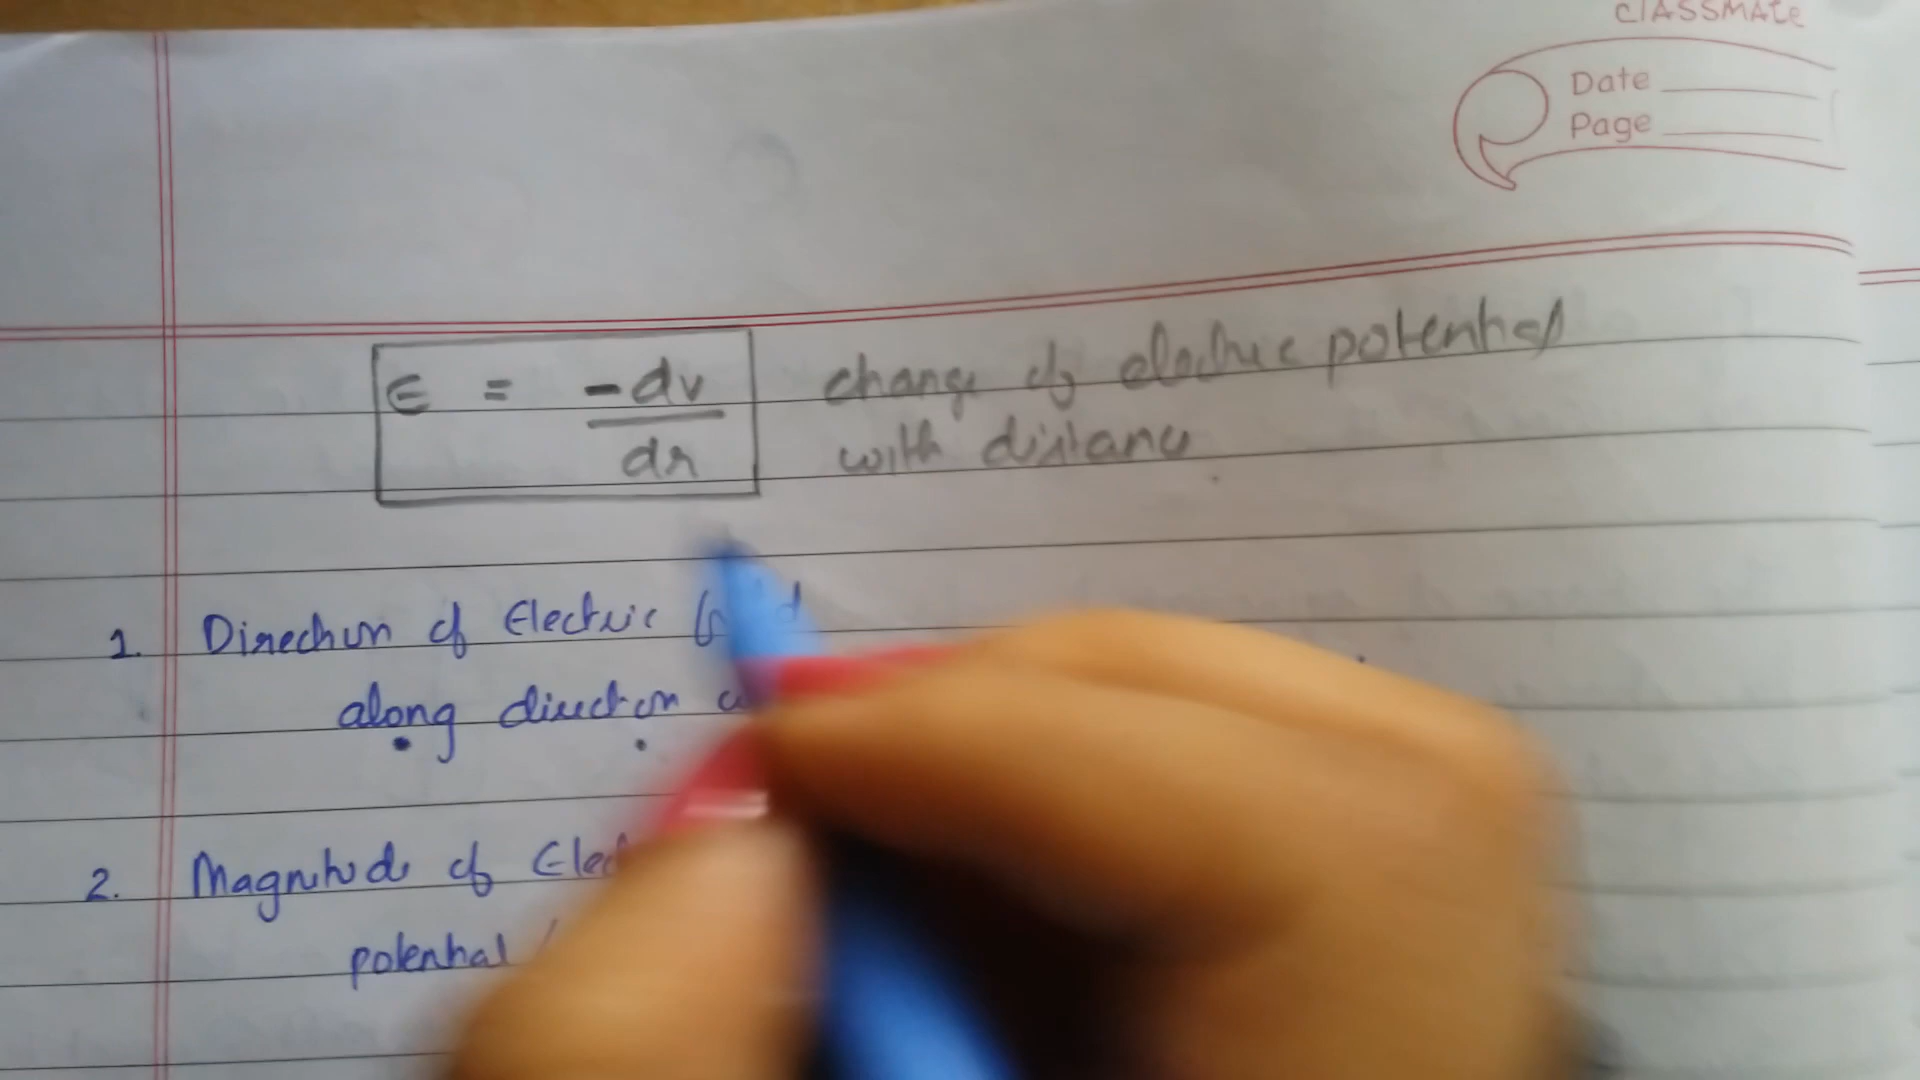 CLASSMATE
Date
Page
E = -dv/dr change of electric potential
with distance
1. Direction of Electric
along direction
2. Magnitude of
potential